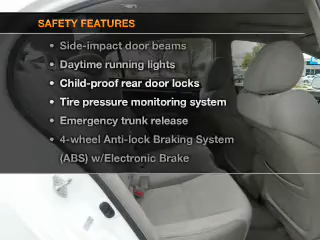 SAFETY FEATURES
• Side-impact door beams
• Daytime running lights
• Child-proof rear door locks
• Tire pressure monitoring system
• Emergency trunk release
• 4-wheel Anti-lock Braking System
(ABS) w/Electronic Brake